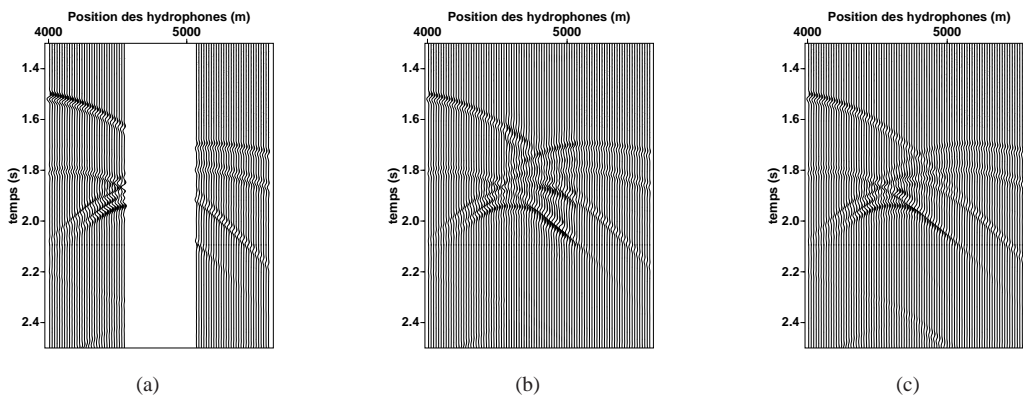 Position des hydrophones (m)
4000 5000
temps (s)
1.4
1.6
1.8
2.0
2.2
2.4
(a)
Position des hydrophones (m)
4000 5000
temps (s)
1.4
1.6
1.8
2.0
2.2
2.4
(b)
Position des hydrophones (m)
4000 5000
temps (s)
1.4
1.6
1.8
2.0
2.2
2.4
(c)